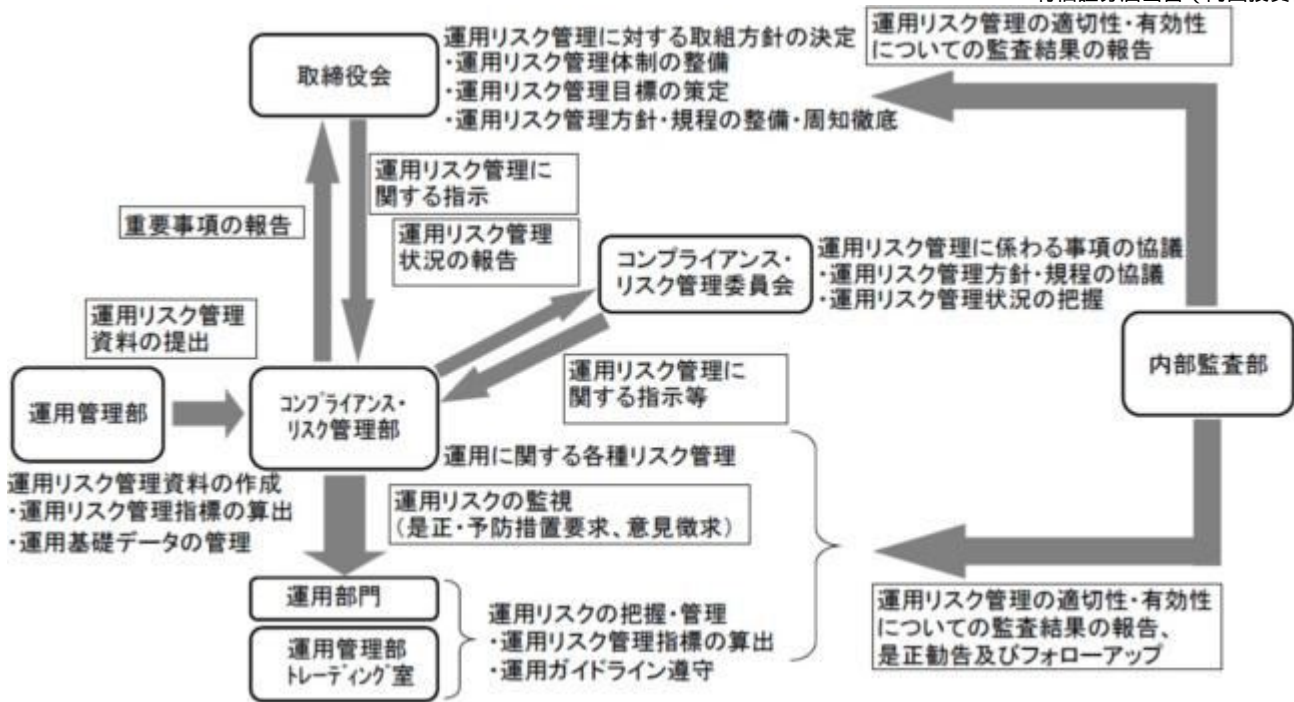 運用リスク管理に対する取組方針の決定
・運用リスク管理体制の整備
・運用リスク管理目標の策定
・運用リスク管理方針・規程の整備・周知徹底
取締役会
運用リスク管理の適切性・有効性
についての監査結果の報告
運用リスク管理に
関する指示
重要事項の報告
運用リスク管理
状況の報告
コンプライアンス・
リスク管理委員会
運用リスク管理に係わる事項の協議
・運用リスク管理方針・規程の協議
・運用リスク管理状況の把握
運用リスク管理
資料の提出
内部監査部
運用管理部
コンプライアンス・
リスク管理部
運用リスク管理に
関する指示等
運用に関する各種リスク管理
運用リスク管理資料の作成
・運用リスク管理指標の算出
・運用基礎データの管理
運用リスクの監視
(是正・予防措置要求、意見徴求)
運用部門
運用管理部
トレーディング室
運用リスクの把握・管理
・運用リスク管理指標の算出
・運用ガイドライン遵守
運用リスク管理の適切性・有効性
についての監査結果の報告、
是正勧告及びフォローアップ